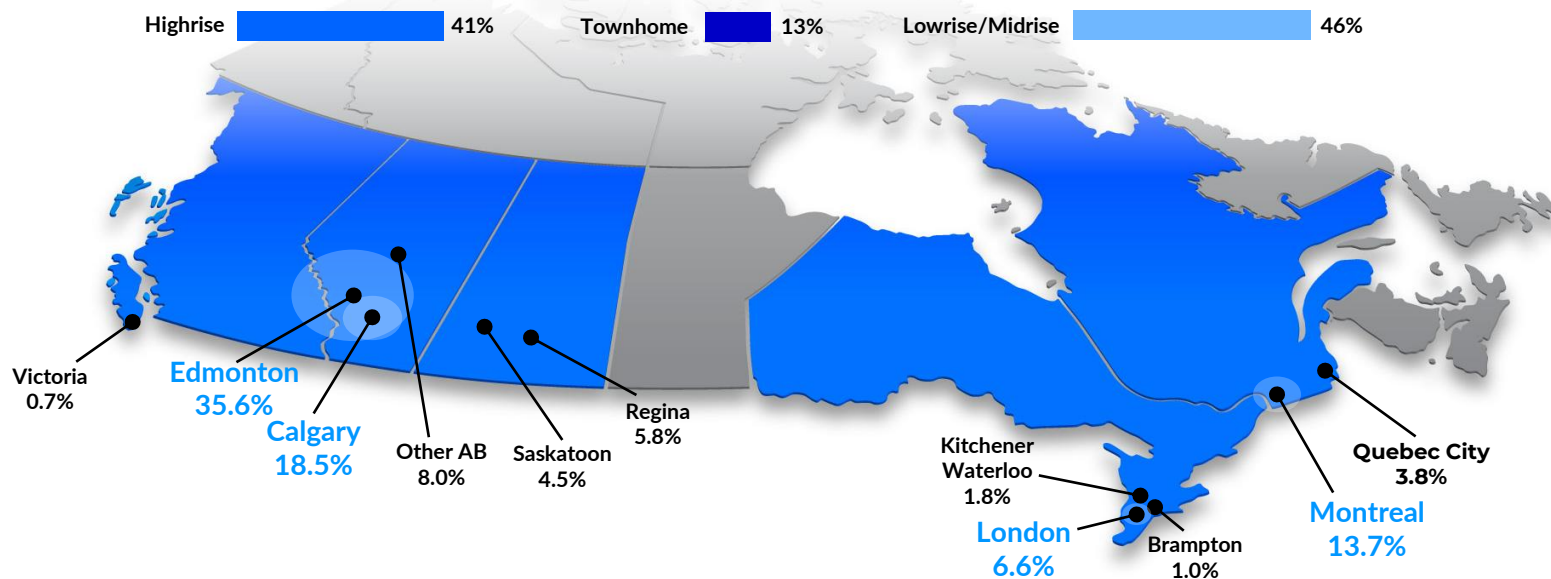 Highrise 41% Townhome 13% Lowrise/Midrise 46%
Victoria
0.7%
Edmonton
35.6%
Calgary
18.5%
Other AB
8.0%
Saskatoon
4.5%
Regina
5.8%
Kitchener
Waterloo
1.8%
London
6.6%
Brampton
1.0%
Montreal
13.7%
Quebec City
3.8%